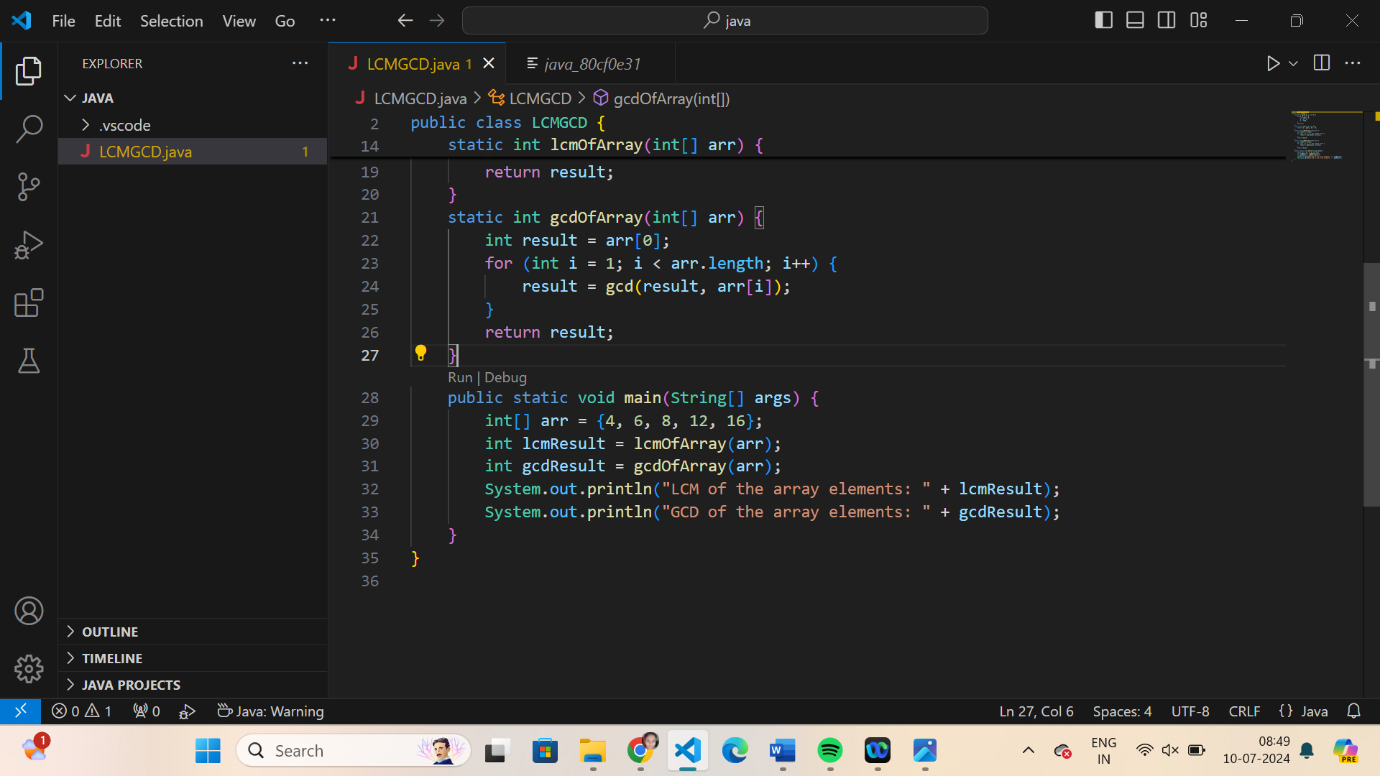 File Edit Selection View Go ··· java
EXPLORER ···
JAVA
.vscode
LCMGCD.java 1
OUTLINE
TIMELINE
JAVA PROJECTS
J LCMGCD.java 1 java_80cf0e31
J LCMGCD.java > LCMGCD > gcdOfArray(int[])
2 public class LCMGCD {
14 static int lcmOfArray(int[] arr) {
19 return result;
20 }
21 static int gcdOfArray(int[] arr) {
22 int result = arr[0];
23 for (int i = 1; i < arr.length; i++) {
24 result = gcd(result, arr[i]);
25 }
26 return result;
27 }
Run | Debug
28 public static void main(String[] args) {
29 int[] arr = {4, 6, 8, 12, 16};
30 int lcmResult = lcmOfArray(arr);
31 int gcdResult = gcdOfArray(arr);
32 System.out.println("LCM of the array elements: " + lcmResult);
33 System.out.println("GCD of the array elements: " + gcdResult);
34 }
35 }
36
0 1 0 Java: Warning Ln 27, Col 6 Spaces: 4 UTF-8 CRLF {} Java
1 Search ENG IN 08:49 10-07-2024 PRE